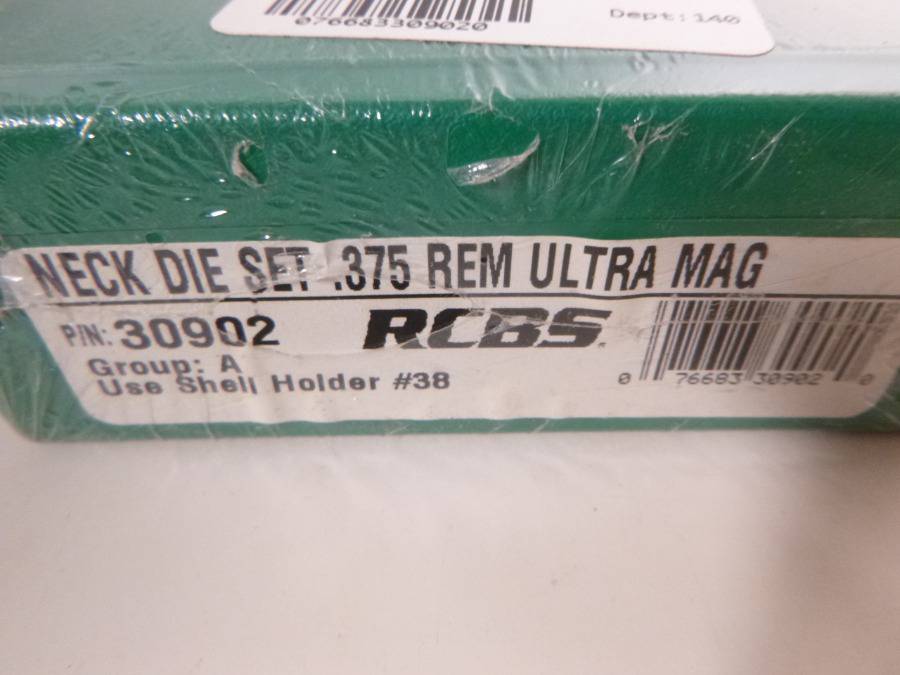 076683309020
Dept:140
NECK DIE SET .375 REM ULTRA MAG
P/N: 30902
RCBS
Group: A
Use Shell Holder #38
0 76683 30902 0